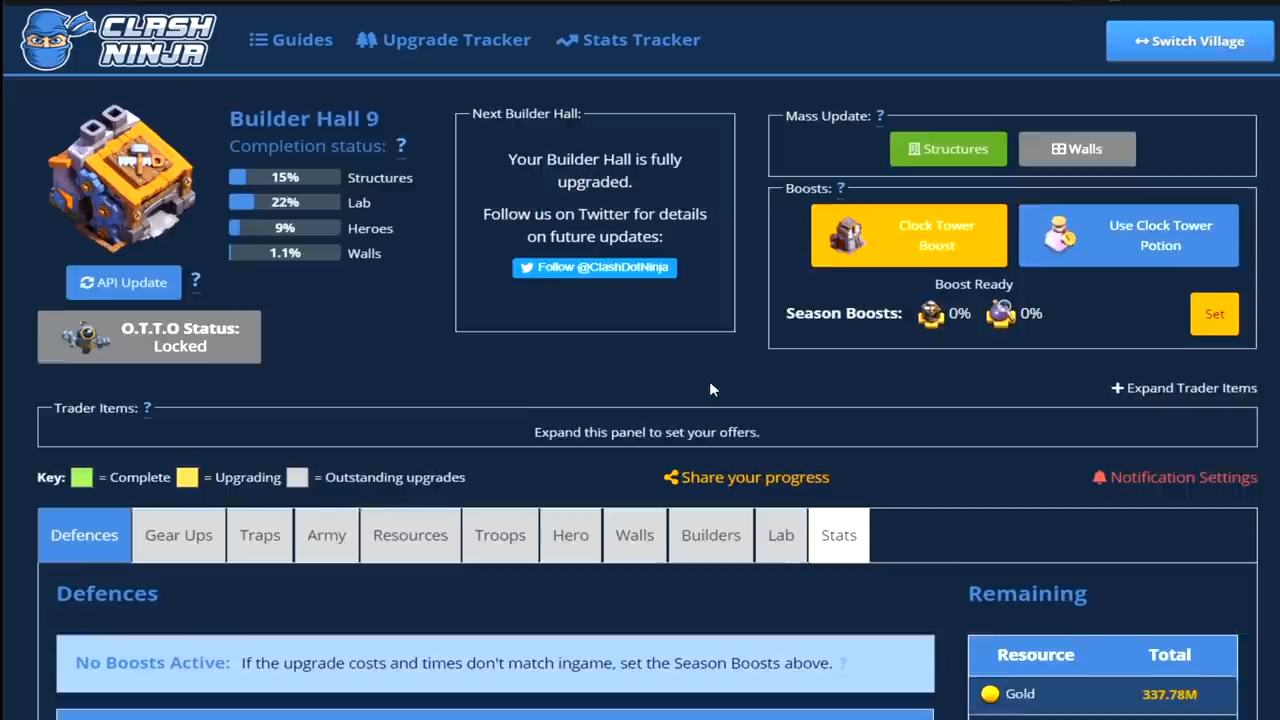 CLASH
NINJA
Guides
Upgrade Tracker
Stats Tracker
Switch Village
Builder Hall 9
Completion status: ?
15% Structures
22% Lab
9% Heroes
1.1% Walls
API Update ?
O.T.T.O Status:
Locked
Next Builder Hall:
Your Builder Hall is fully
upgraded.
Follow us on Twitter for details
on future updates:
Follow @ClashDotNinja
Mass Update: ?
Structures
Walls
Boosts: ?
Clock Tower
Boost
Use Clock Tower
Potion
Boost Ready
Season Boosts: 0% 0%
Set
+ Expand Trader Items
Trader Items: ?
Expand this panel to set your offers.
Key: = Complete = Upgrading = Outstanding upgrades
Share your progress
Notification Settings
Defences
Gear Ups
Traps
Army
Resources
Troops
Hero
Walls
Builders
Lab
Stats
Defences
No Boosts Active: If the upgrade costs and times don't match ingame, set the Season Boosts above. ?
Remaining
Resource Total
Gold 337.78M